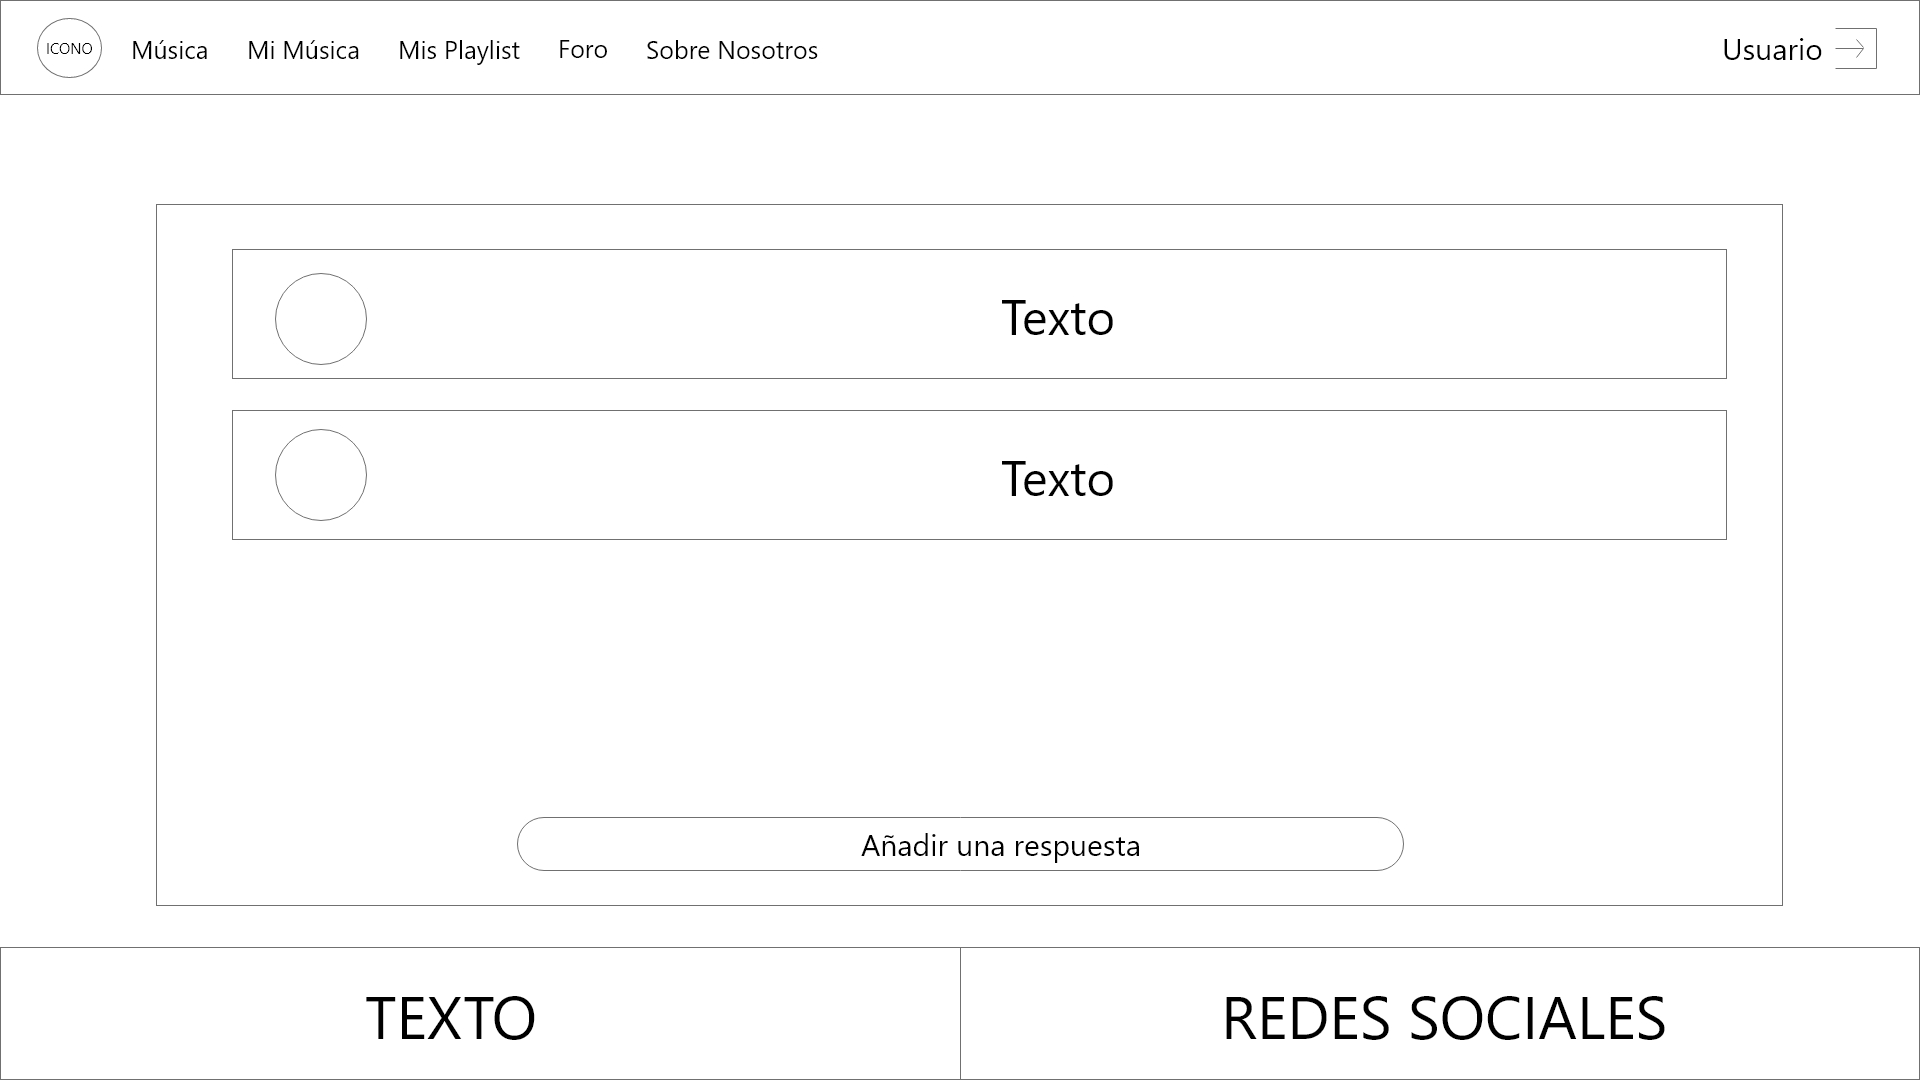 ICONO Música Mi Música Mis Playlist Foro Sobre Nosotros Usuario
Texto
Texto
Añadir una respuesta
TEXTO REDES SOCIALES